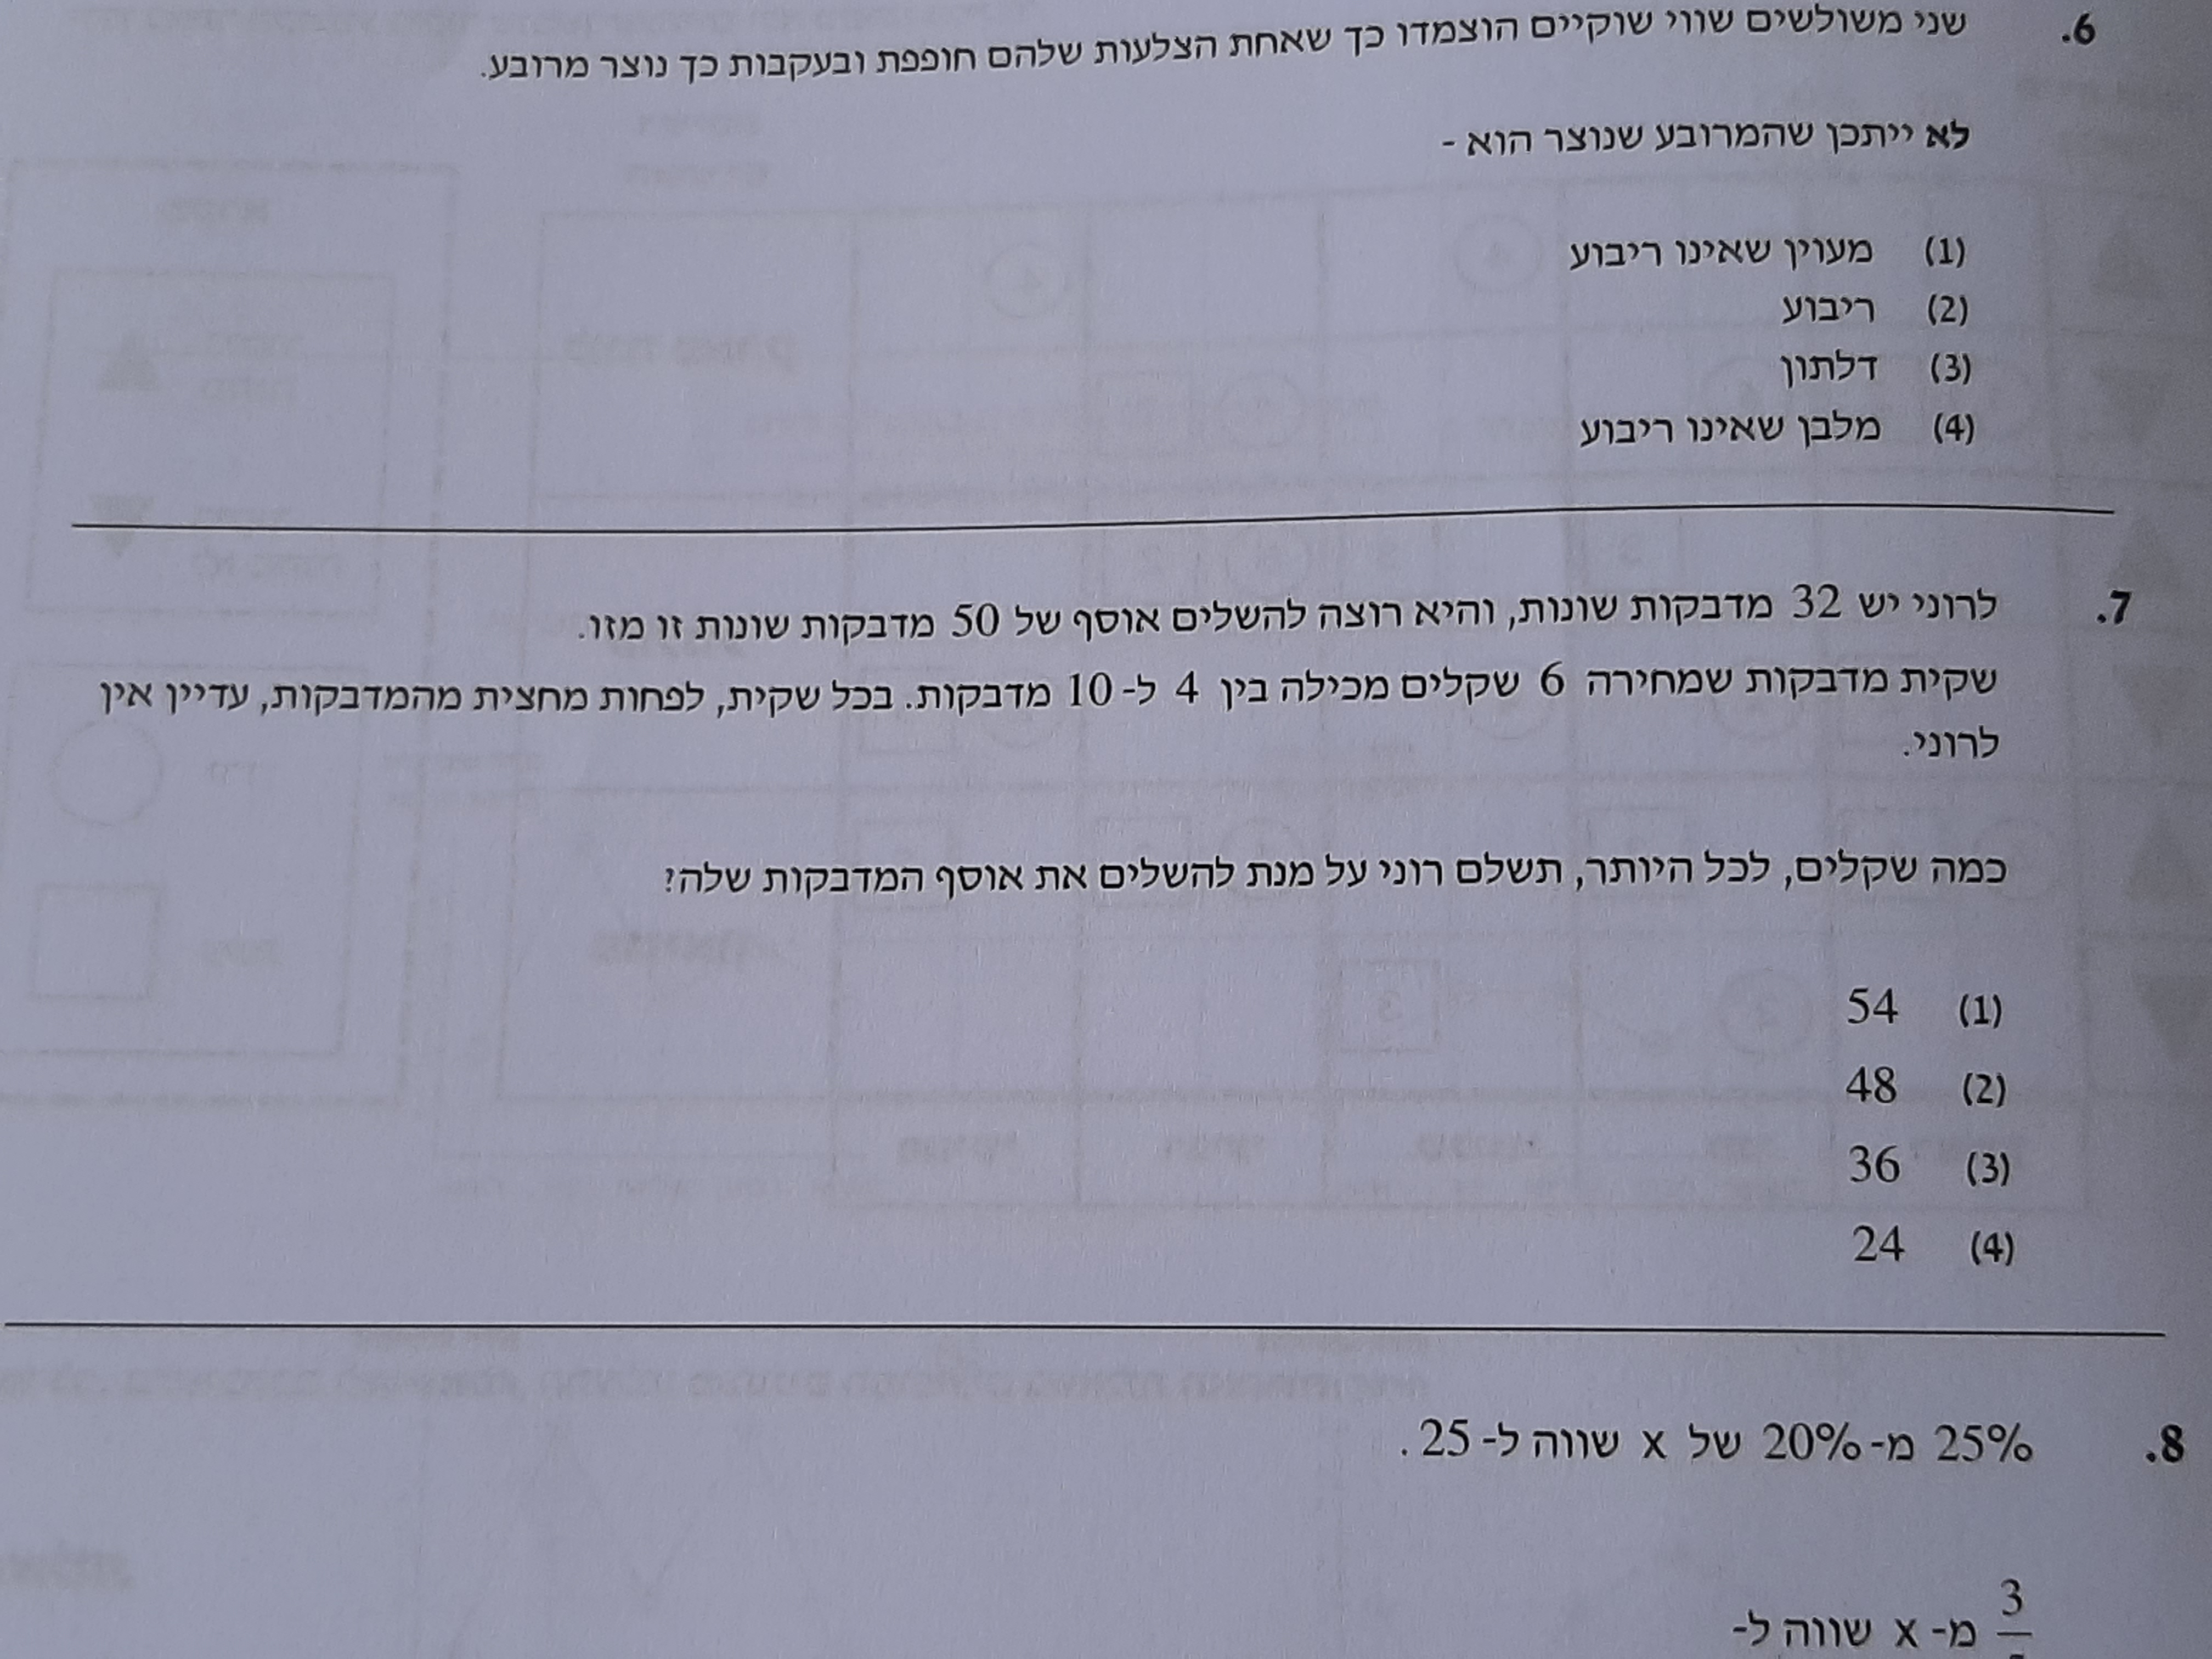 6. שני משולשים שווי שוקיים הוצמדו כך שאחת הצלעות שלהם חופפת ובעקבות כך נוצר מרובע.
לא ייתכן שהמרובע שנוצר הוא -
(1) מעוין שאינו ריבוע
(2) ריבוע
(3) דלתון
(4) מלבן שאינו ריבוע
7. לרוני יש 32 מדבקות שונות, והיא רוצה להשלים אוסף של 50 מדבקות שונות זו מזו.
שקית מדבקות שמחירה 6 שקלים מכילה בין 4 ל- 10 מדבקות. בכל שקית, לפחות מחצית מהמדבקות, עדיין אין
לרוני.
כמה שקלים, לכל היותר, תשלם רוני על מנת להשלים את אוסף המדבקות שלה?
(1) 54
(2) 48
(3) 36
(4) 24
8. 25% מ- 20% של x שווה ל- 25.
3
מ- x שווה ל-